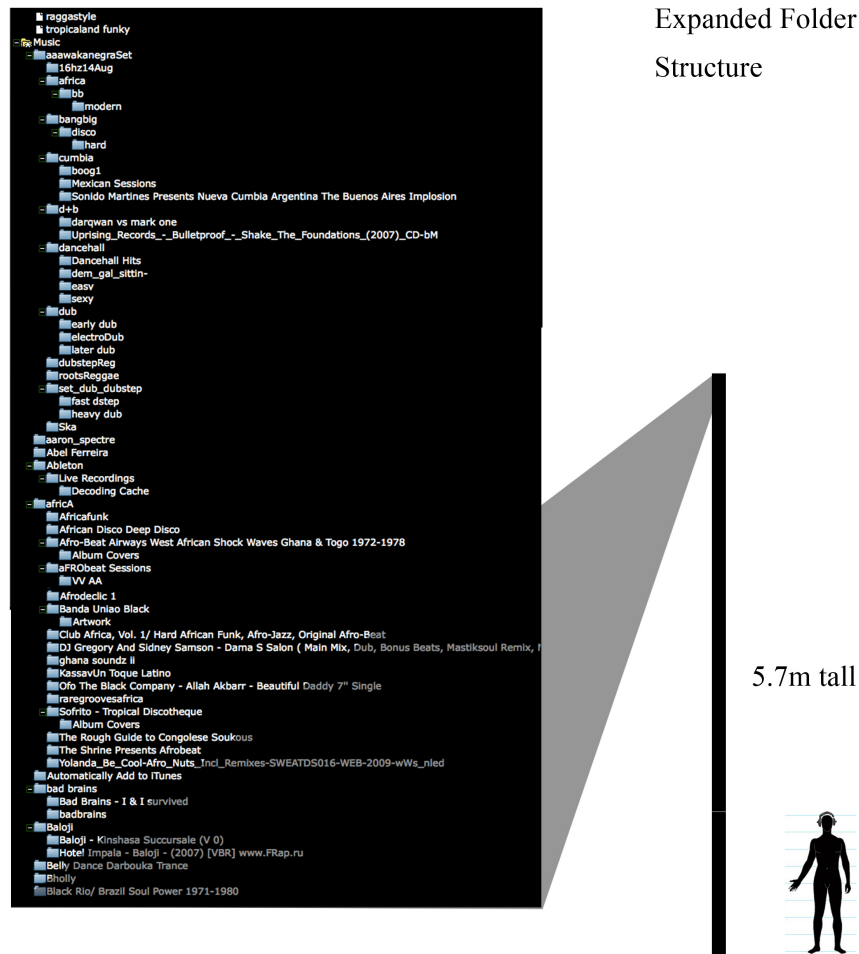 raggastyle
tropicaland funky
Music
aaawakanegraSet
16hz14Aug
africa
bb
modern
bangbig
disco
hard
cumbia
boog1
Mexican Sessions
Sonido Martines Presents Nueva Cumbia Argentina The Buenos Aires Implosion
d+b
darqwan vs mark one
Uprising_Records_-_Bulletproof_-_Shake_The_Foundations_(2007)_CD-bM
dancehall
Dancehall Hits
dem_gal_sittin-
easy
sexy
dub
early dub
electroDub
later dub
dubstepReg
rootsReggae
set_dub_dubstep
fast dstep
heavy dub
Ska
aaron_spectre
Abel Ferreira
Ableton
Live Recordings
Decoding Cache
africA
Africafunk
African Disco Deep Disco
Afro-Beat Airways West African Shock Waves Ghana & Togo 1972-1978
Album Covers
aFRObeat Sessions
VV AA
Afrodeclic 1
Banda Uniao Black
Artwork
Club Africa, Vol. 1/ Hard African Funk, Afro-Jazz, Original Afro-Beat
DJ Gregory And Sidney Samson - Dama S Salon ( Main Mix, Dub, Bonus Beats, Mastiksoul Remix,
ghana soundz ii
KassavUn Toque Latino
Ofo The Black Company - Allah Akbarr - Beautiful Daddy 7" Single
raregroovesafrica
Sofrito - Tropical Discotheque
Album Covers
The Rough Guide to Congolese Soukous
The Shrine Presents Afrobeat
Yolanda_Be_Cool-Afro_Nuts_Incl_Remixes-SWEATDS016-WEB-2009-wWs_nled
Automatically Add to iTunes
bad brains
Bad Brains - I & I survived
badbrains
Baloji
Baloji - Kinshasa Succursale (V 0)
Hotel Impala - Baloji - (2007) [VBR] www.FRap.ru
Belly Dance Darbouka Trance
Bholly
Black Rio/ Brazil Soul Power 1971-1980
Expanded Folder
Structure
5.7m tall